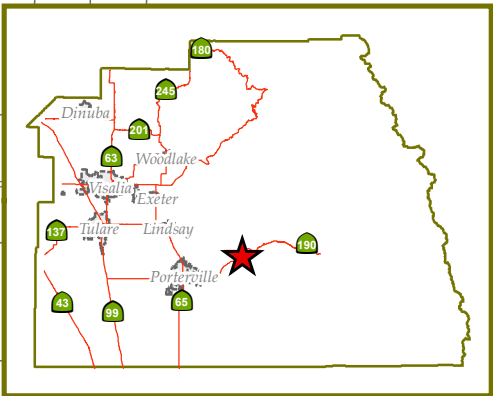 180
245
Dinuba
201
63
Woodlake
Visalia
Exeter
137
Tulare
Lindsay
190
Porterville
43
99
65